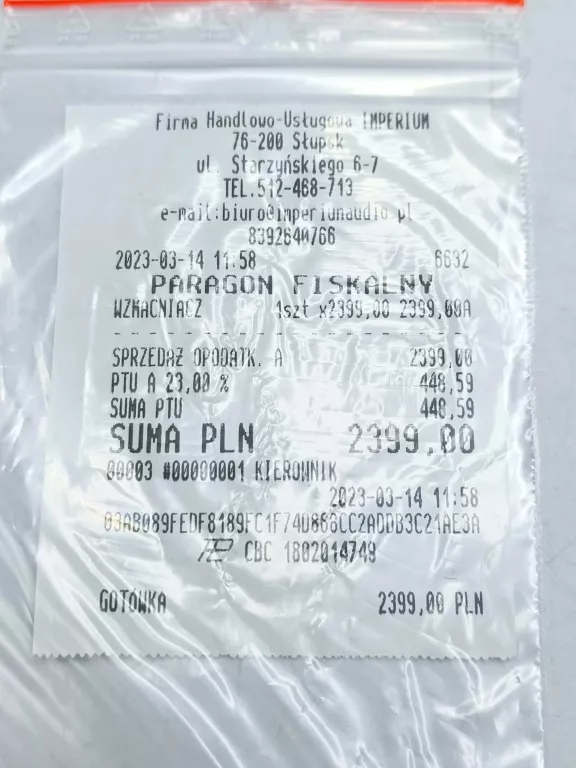 Firma Handlowo-Usługowa IMPERIUM
76-200 Słupsk
ul. Starzyńskiego 6-7
TEL.512-468-713
e-mail:biuro@imperiumaudio.pl
8392640766
2023-03-14 11:58 6632
PARAGON FISKALNY
WZMACNIACZ 1szt x2399,00 2399,00A
SPRZEDAŻ OPODATK. A 2399,00
PTU A 23,00 % 448,59
SUMA PTU 448,59
SUMA PLN 2399,00
00003 #00000001 KIEROWNIK
2023-03-14 11:58
CBC 1802014749
GOTÓWKA 2399,00 PLN